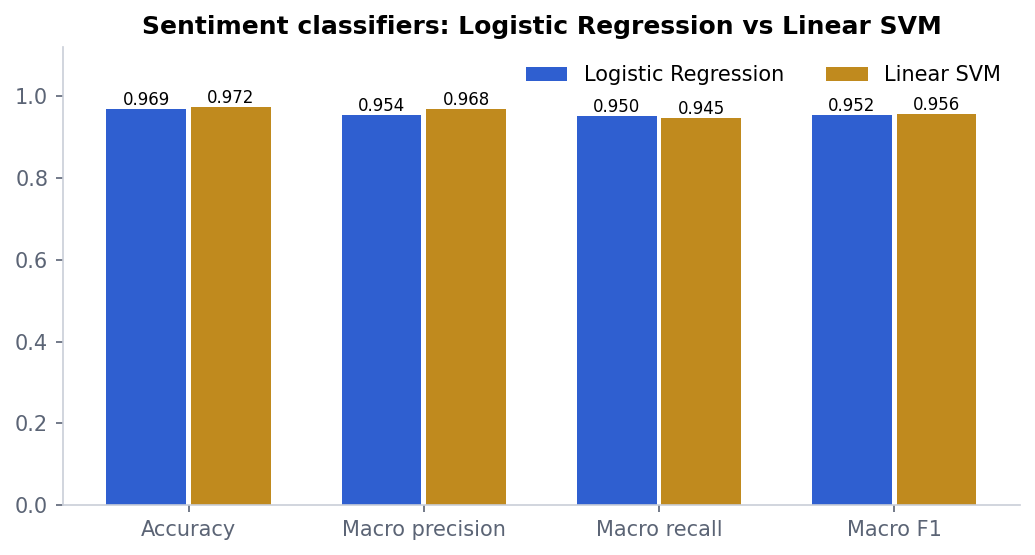 Sentiment classifiers: Logistic Regression vs Linear SVM
Logistic Regression
Linear SVM
1.0
0.8
0.6
0.4
0.2
0.0
0.969
0.972
0.954
0.968
0.950
0.945
0.952
0.956
Accuracy
Macro precision
Macro recall
Macro F1